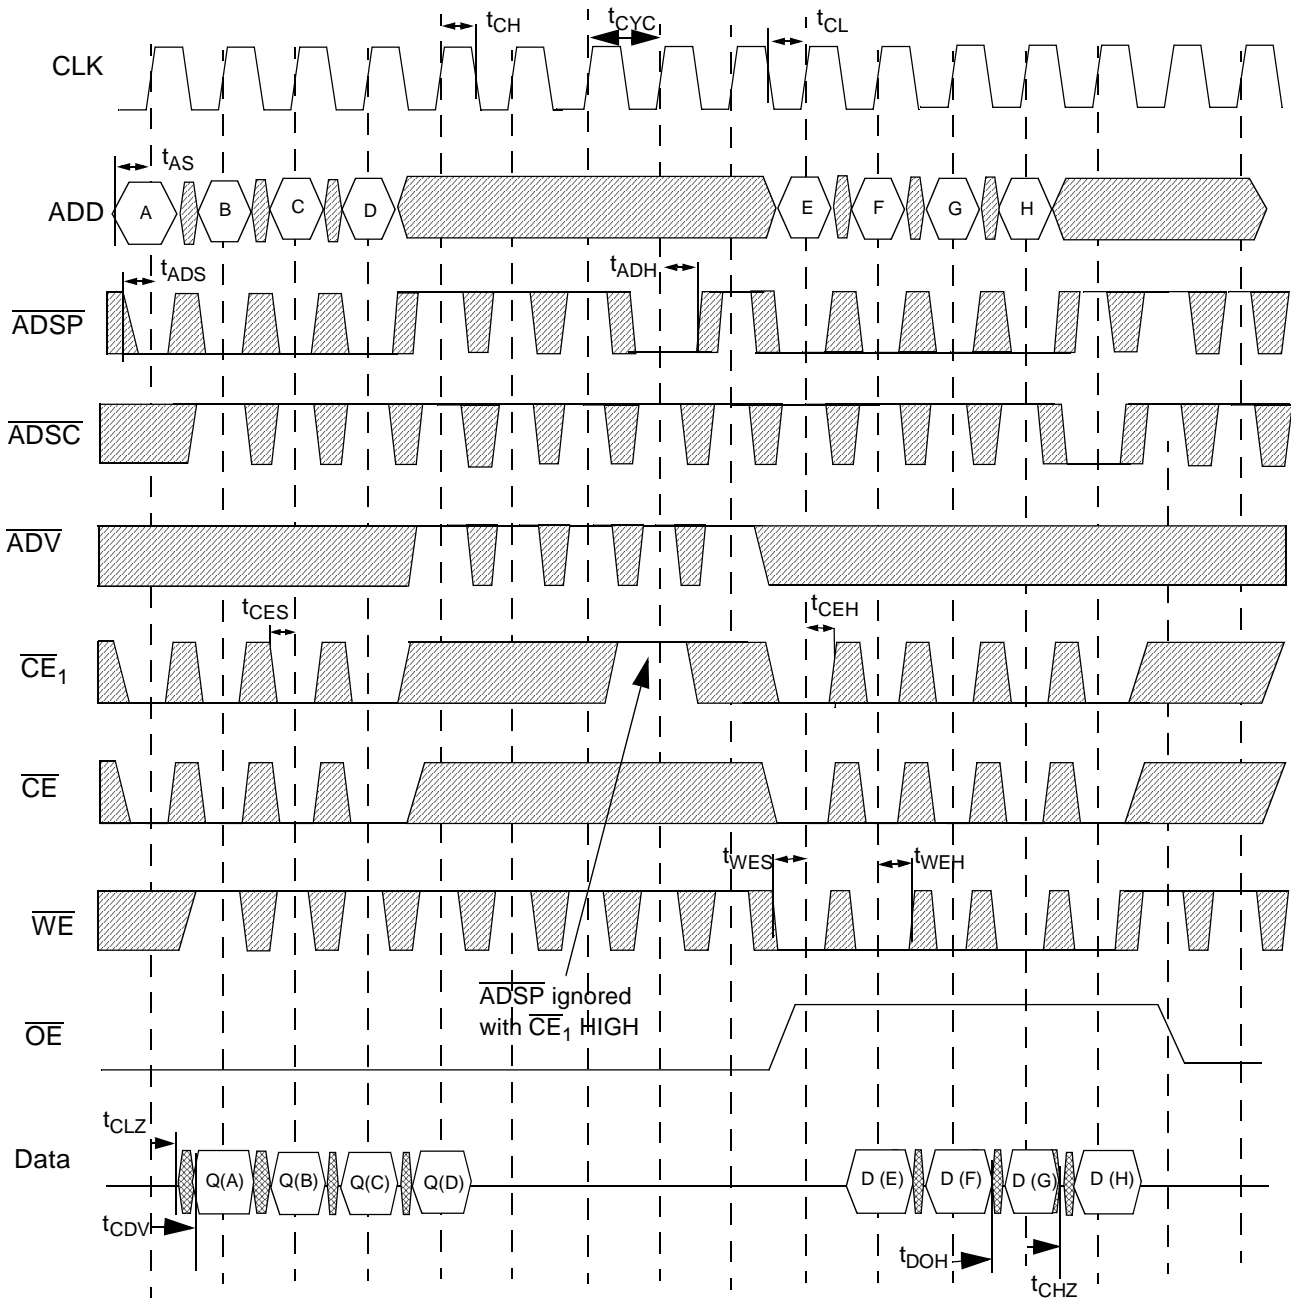 tCH
tCYC
tCL
CLK
tAS
ADD
A
B
C
D
E
F
G
H
tADS
tADH
ADSP
ADSC
ADV
tCES
tCEH
CE1
CE
tWES
tWEH
WE
ADSP ignored
with CE1 HIGH
OE
tCLZ
Data
Q(A)
Q(B)
Q(C)
Q(D)
D (E)
D (F)
D (G)
D (H)
tCDV
tDOH
tCHZ